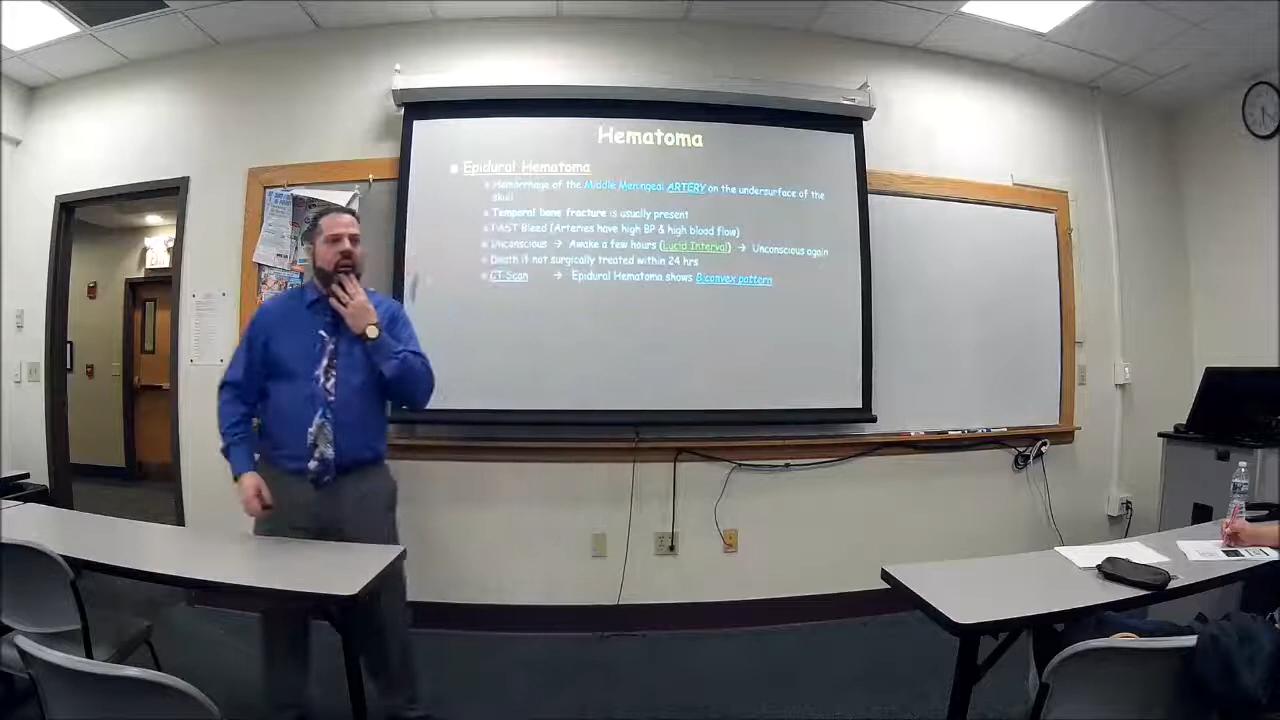 Hematoma
Epidural Hematoma
Hemorrhage of the Middle Meningeal ARTERY on the undersurface of the
skull
Temporal bone fracture is usually present
FAST Bleed (Arteries have high BP & high blood flow)
Unconscious → Awake a few hours (Lucid Interval) → Unconscious again
Death if not surgically treated within 24 hrs
CT Scan → Epidural Hematoma shows Biconvex pattern